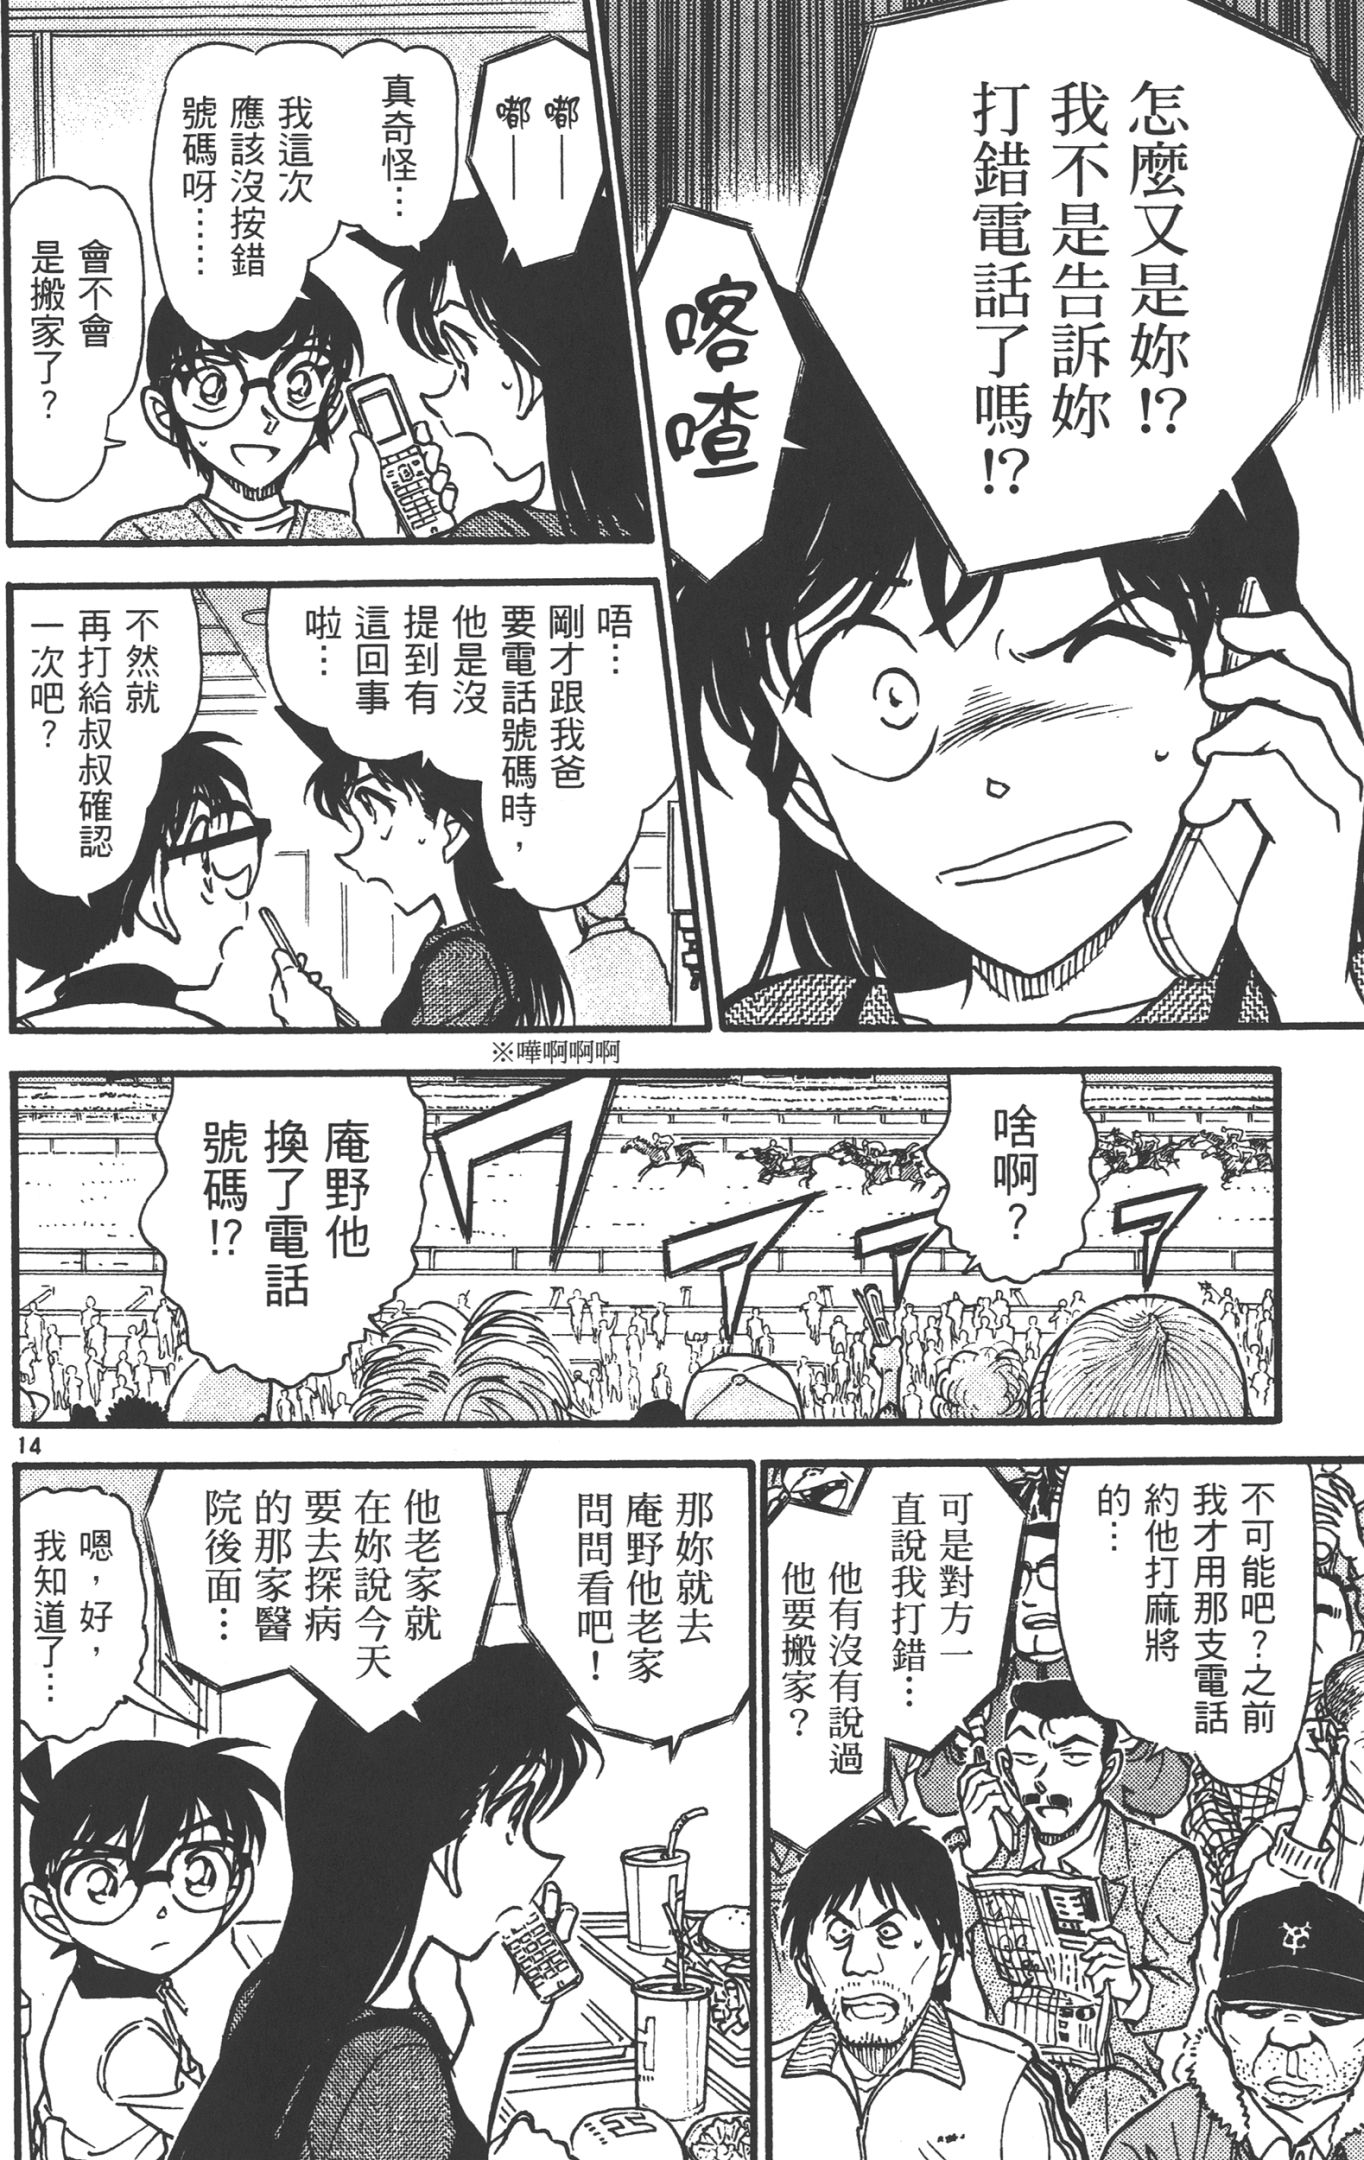 怎麼又是妳!?
我不是告訴妳
打錯電話了嗎!?
喀喳
嘟——
嘟——
真奇怪…
我這次
應該沒按錯
號碼呀……
會不會
是搬家了？
唔…
剛才跟我爸
要電話號碼時，
他是沒
提到有
這回事
啦…
不然就
再打給叔叔確認
一次吧？
※嘩啊啊啊
啥啊？
ワアアア
庵野他
換了電話
號碼!?
14
不可能吧？之前
我才用那支電話
約他打麻將
的…
可是對方一
直說我打錯…
他有沒有說過
他要搬家？
那妳就去
庵野他老家
問問看吧！
他老家就
在妳說今天
要去探病
的那家醫
院後面…
嗯，好，
我知道了…